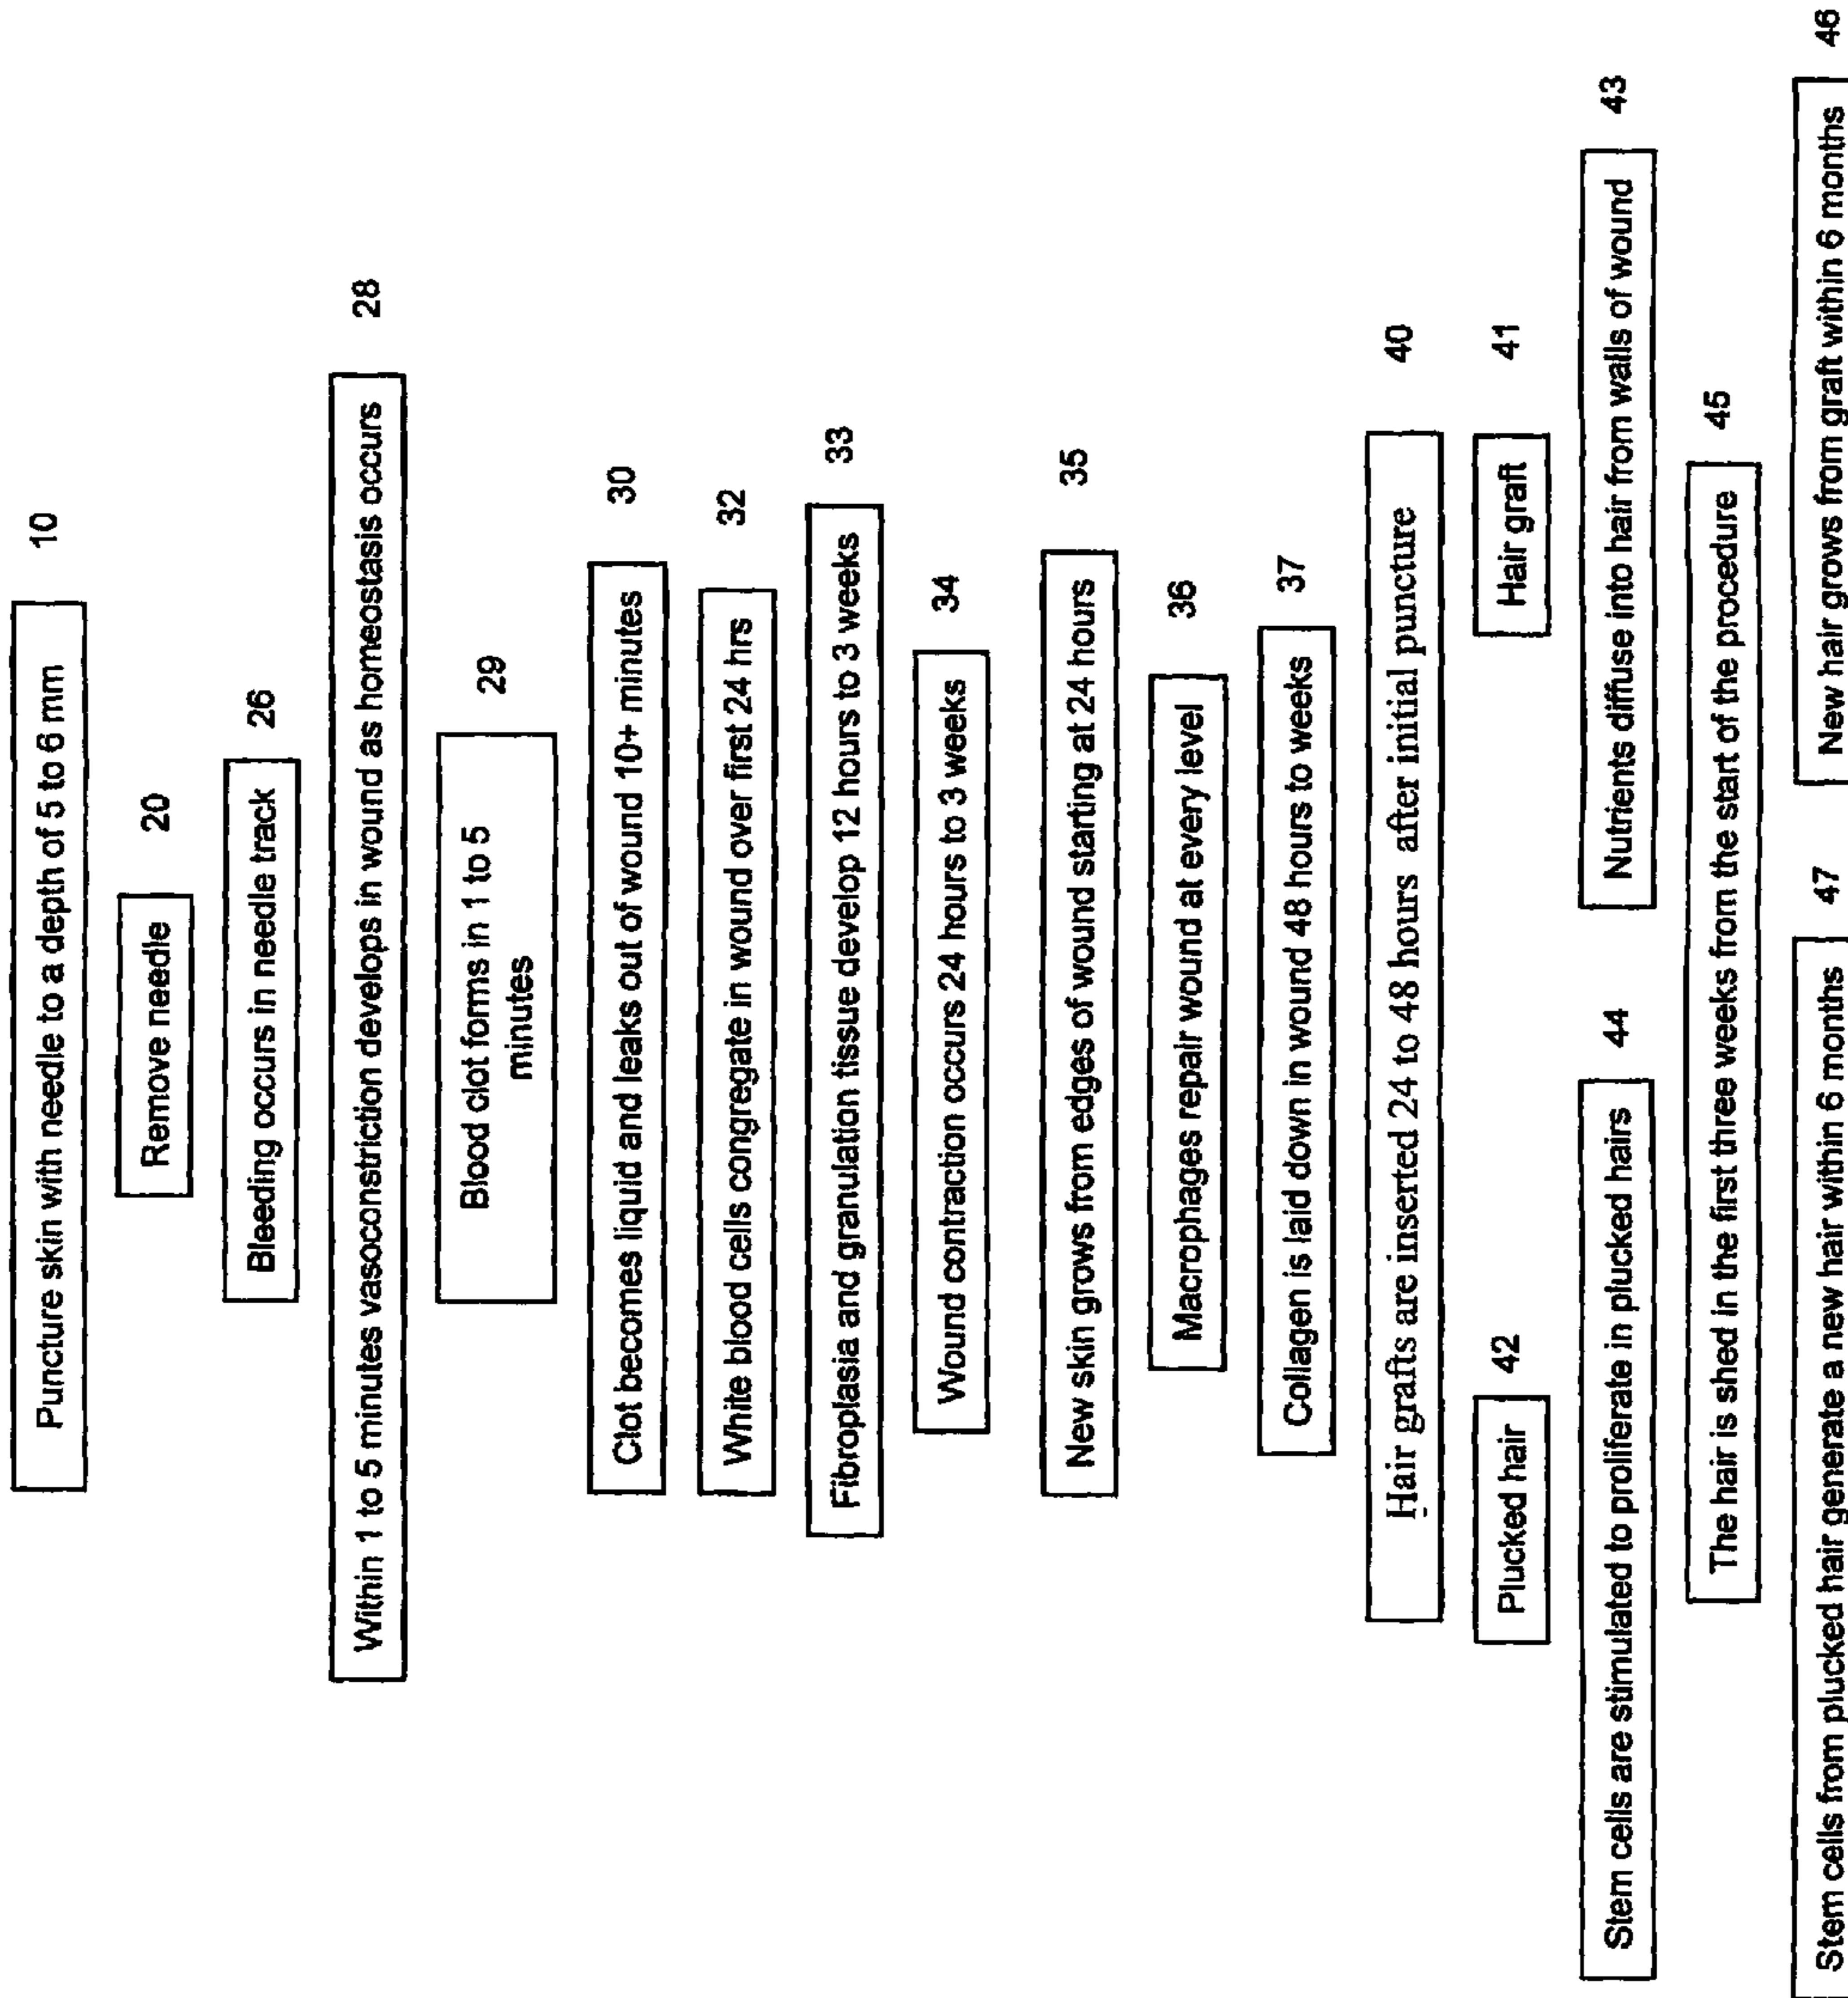 Puncture skin with needle to a depth of 5 to 6 mm 10
Remove needle 20
Bleeding occurs in needle track 26
Within 1 to 5 minutes vasoconstriction develops in wound as homeostasis occurs 28
Blood clot forms in 1 to 5 29
minutes
Clot becomes liquid and leaks out of wound 10+ minutes 30
White blood cells congregate in wound over first 24 hrs 32
Fibroplasia and granulation tissue develop 12 hours to 3 weeks 33
Wound contraction occurs 24 hours to 3 weeks 34
New skin grows from edges of wound starting at 24 hours 35
Macrophages repair wound at every level 36
Collagen is laid down in wound 48 hours to weeks 37
Hair grafts are inserted 24 to 48 hours after initial puncture 40
Plucked hair 42 Hair graft 41
Stem cells are stimulated to proliferate in plucked hairs 44 Nutrients diffuse into hair from walls of wound 43
The hair is shed in the first three weeks from the start of the procedure 45
Stem cells from plucked hair generate a new hair within 6 months 47 New hair grows from graft within 6 months 46